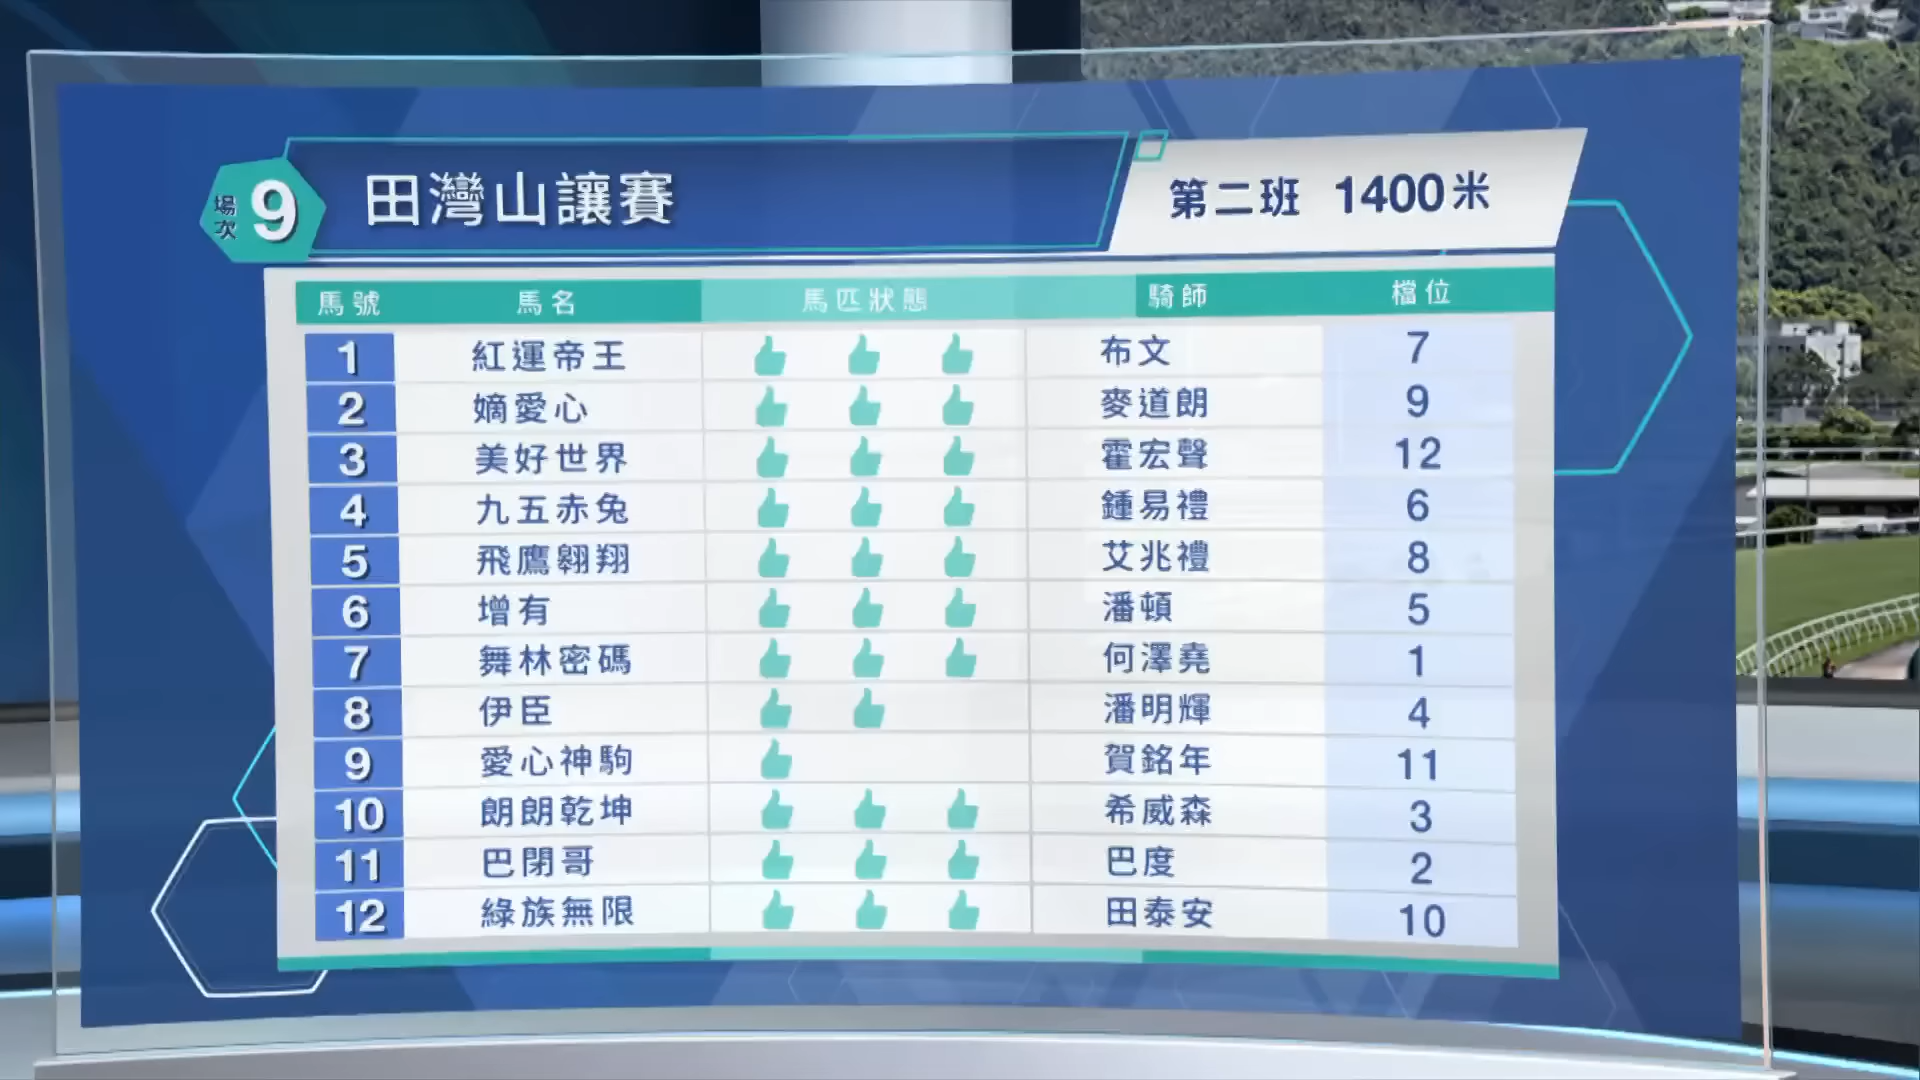 場次 9 田灣山讓賽 第二班 1400米
馬號 馬名 馬匹狀態 騎師 檔位
1 紅運帝王 布文 7
2 嫡愛心 麥道朗 9
3 美好世界 霍宏聲 12
4 九五赤兔 鍾易禮 6
5 飛鷹翱翔 艾兆禮 8
6 增有 潘頓 5
7 舞林密碼 何澤堯 1
8 伊臣 潘明輝 4
9 愛心神駒 賀銘年 11
10 朗朗乾坤 希威森 3
11 巴閉哥 巴度 2
12 綠族無限 田泰安 10